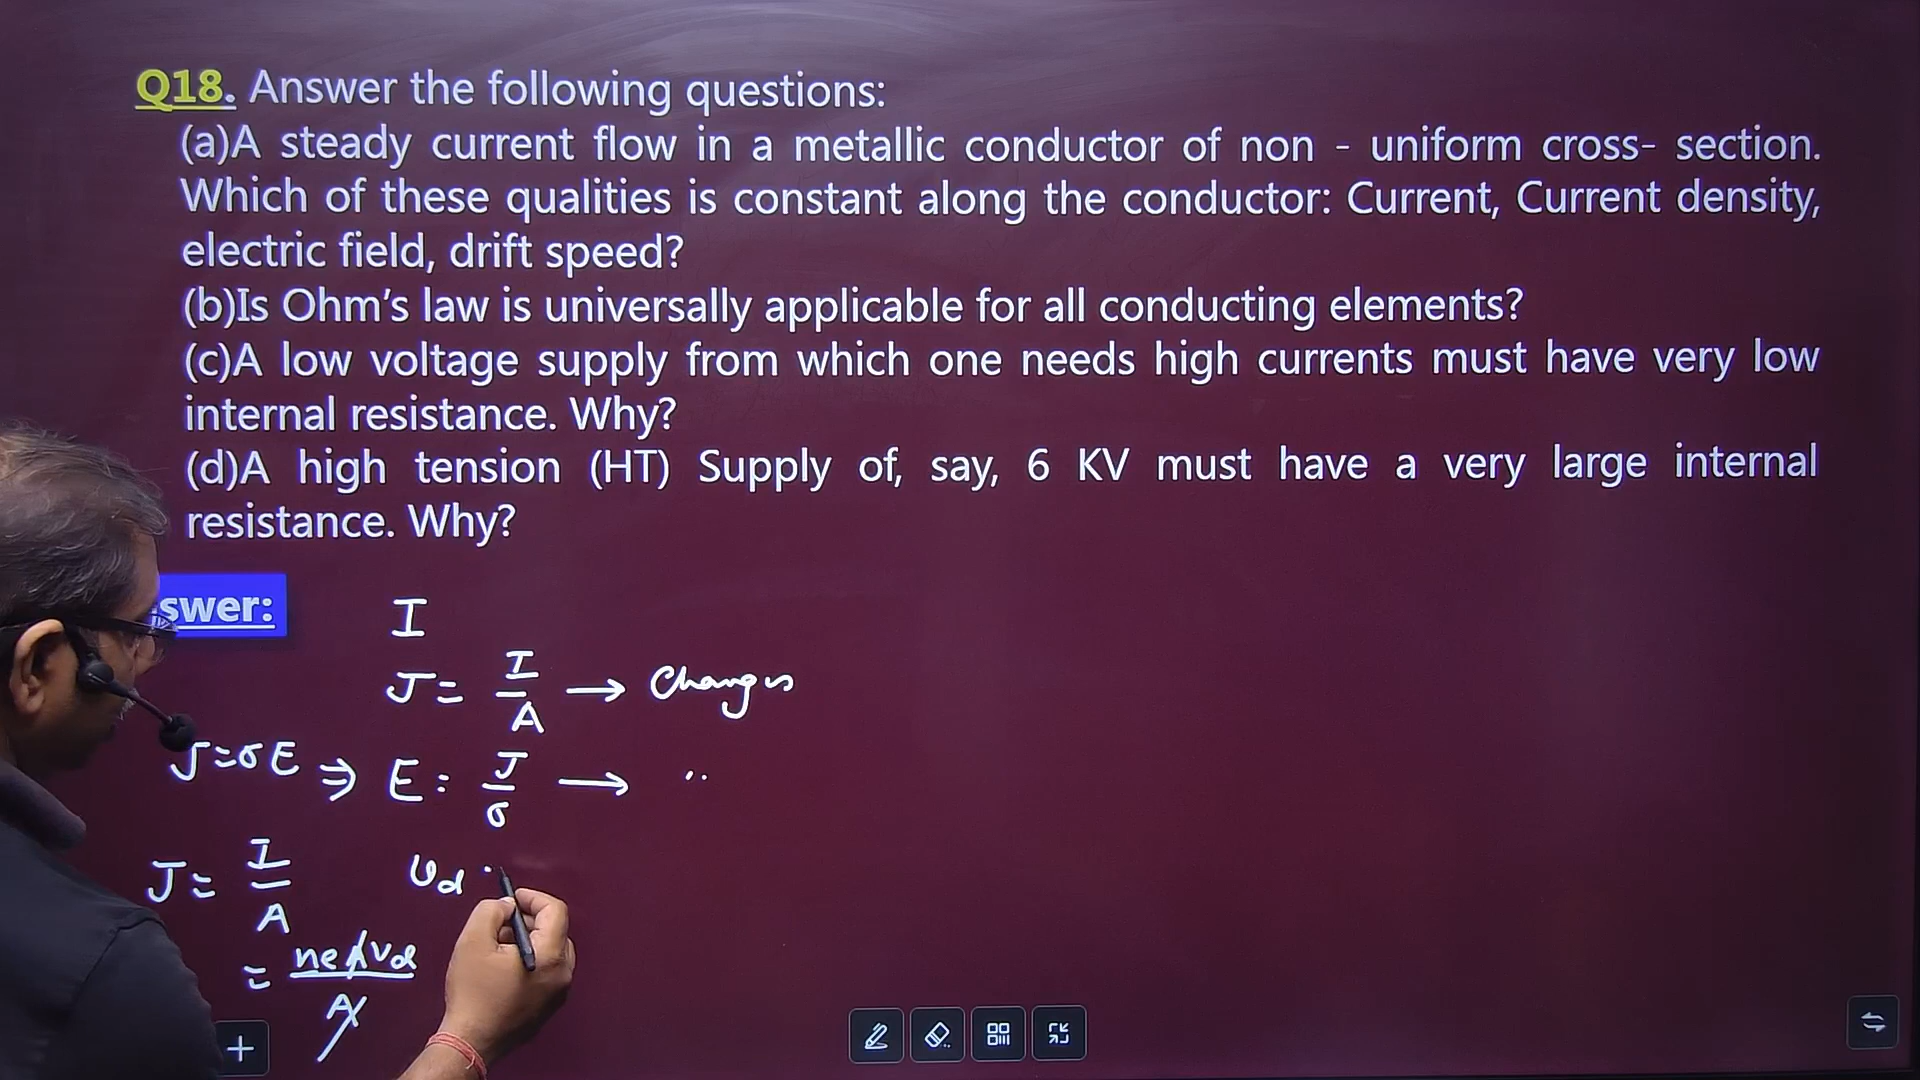 Q18. Answer the following questions:
(a)A steady current flow in a metallic conductor of non - uniform cross- section.
Which of these qualities is constant along the conductor: Current, Current density,
electric field, drift speed?
(b)Is Ohm’s law is universally applicable for all conducting elements?
(c)A low voltage supply from which one needs high currents must have very low
internal resistance. Why?
(d)A high tension (HT) Supply of, say, 6 KV must have a very large internal
resistance. Why?
swer:
I
J = I/A → Changes
J = σE ⇒ E = J/σ → ''
J = I/A
= neAvd/A
vd